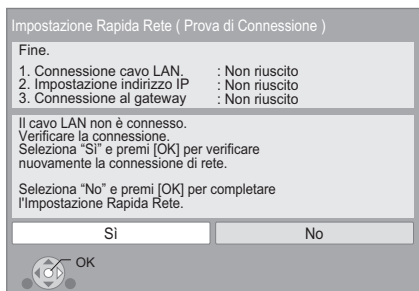 Impostazione Rapida Rete ( Prova di Connessione )
Fine.
1. Connessione cavo LAN. : Non riuscito
2. Impostazione indirizzo IP : Non riuscito
3. Connessione al gateway : Non riuscito
Il cavo LAN non è connesso.
Verificare la connessione.
Seleziona “Sì” e premi [OK] per verificare
nuovamente la connessione di rete.
Seleziona “No” e premi [OK] per completare
l'Impostazione Rapida Rete.
Sì No
OK